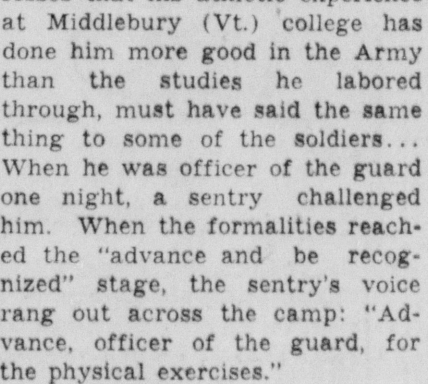 at Middlebury (Vt.) college has
done him more good in the Army
than the studies he labored
through, must have said the same
thing to some of the soldiers...
When he was officer of the guard
one night, a sentry challenged
him. When the formalities reach-
ed the "advance and be recog-
nized" stage, the sentry's voice
rang out across the camp: "Ad-
vance, officer of the guard, for
the physical exercises."